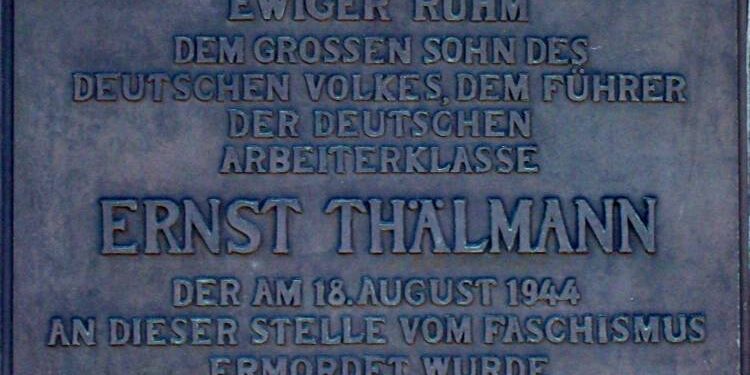 EWIGER RUHM
DEM GROSSEN SOHN DES
DEUTSCHEN VOLKES, DEM FÜHRER
DER DEUTSCHEN
ARBEITERKLASSE
ERNST THÄLMANN
DER AM 18. AUGUST 1944
AN DIESER STELLE VOM FASCHISMUS
ERMORDET WURDE